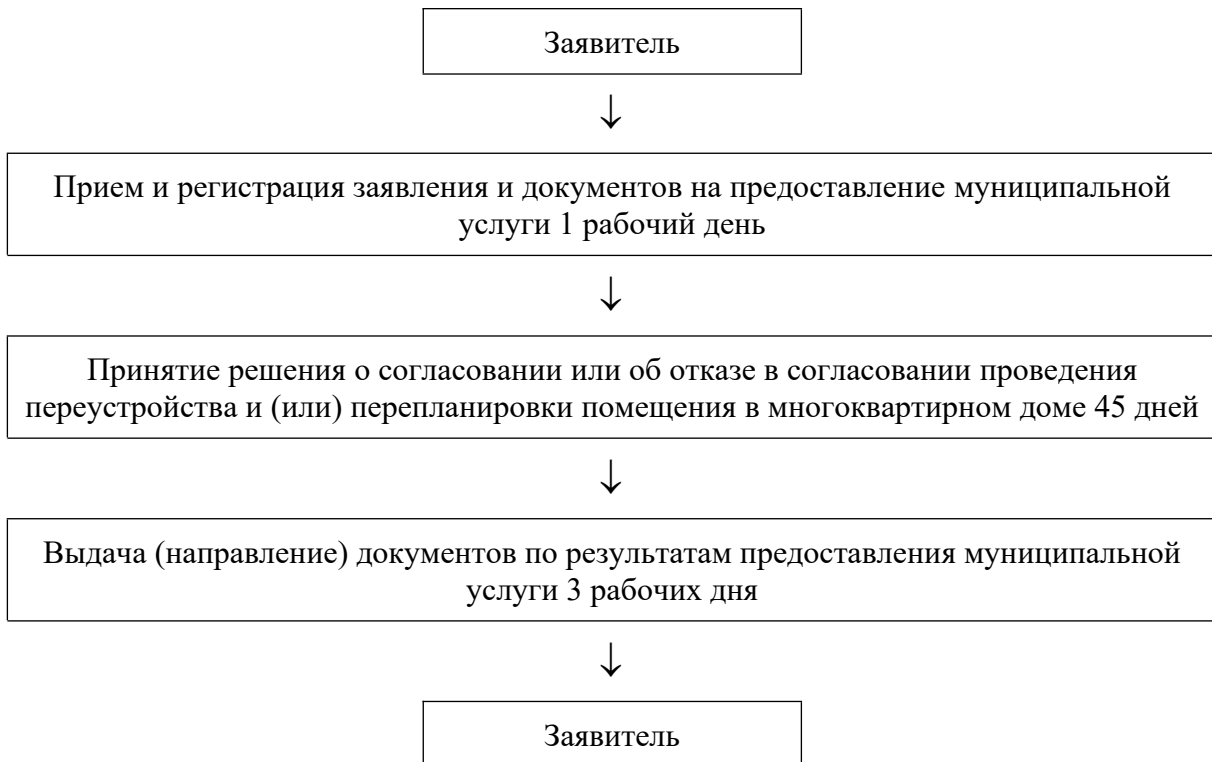 Заявитель
↓
Прием и регистрация заявления и документов на предоставление муниципальной
услуги 1 рабочий день
↓
Принятие решения о согласовании или об отказе в согласовании проведения
переустройства и (или) перепланировки помещения в многоквартирном доме 45 дней
↓
Выдача (направление) документов по результатам предоставления муниципальной
услуги 3 рабочих дня
↓
Заявитель